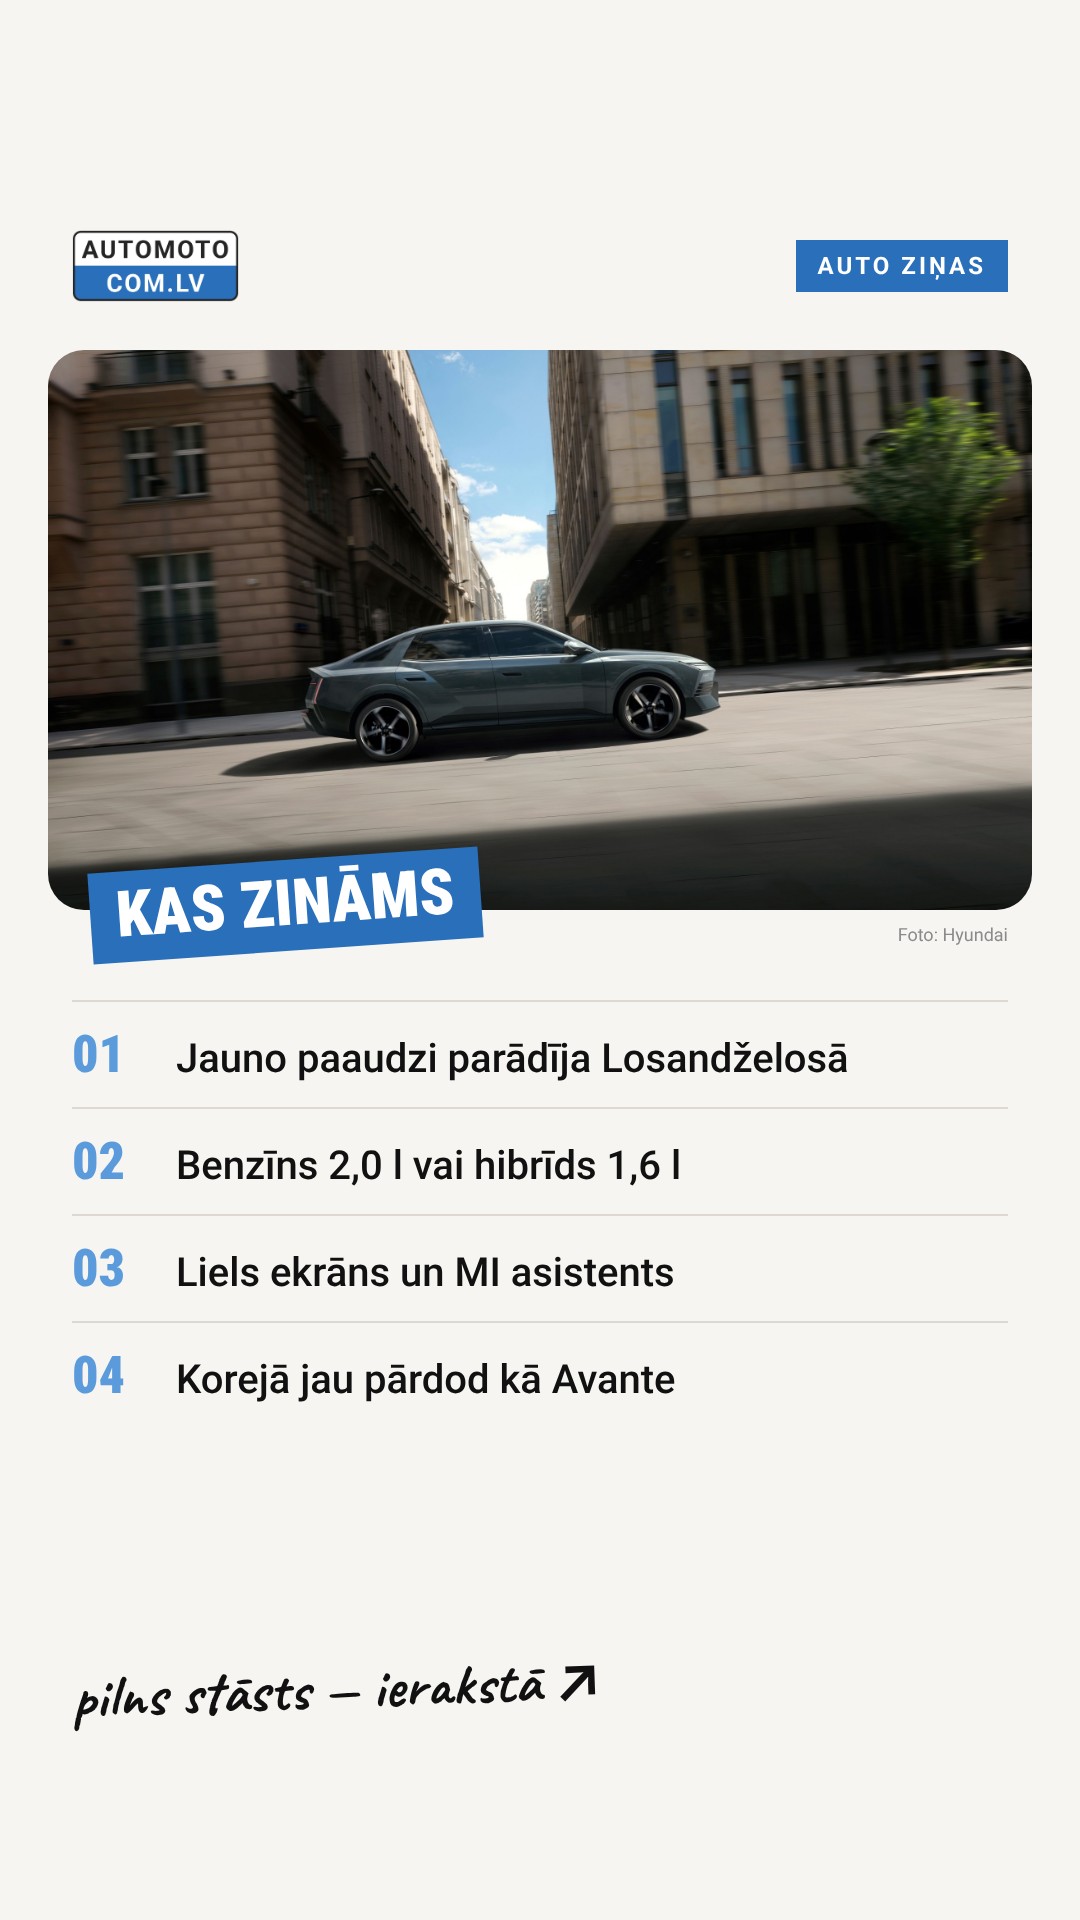 AUTOMOTO
COM.LV
AUTO ZIŅAS
KAS ZINĀMS
Foto: Hyundai
01 Jauno paaudzi parādīja Losandželosā
02 Benzīns 2,0 l vai hibrīds 1,6 l
03 Liels ekrāns un MI asistents
04 Korejā jau pārdod kā Avante
pilns stāsts — ierakstā ↗